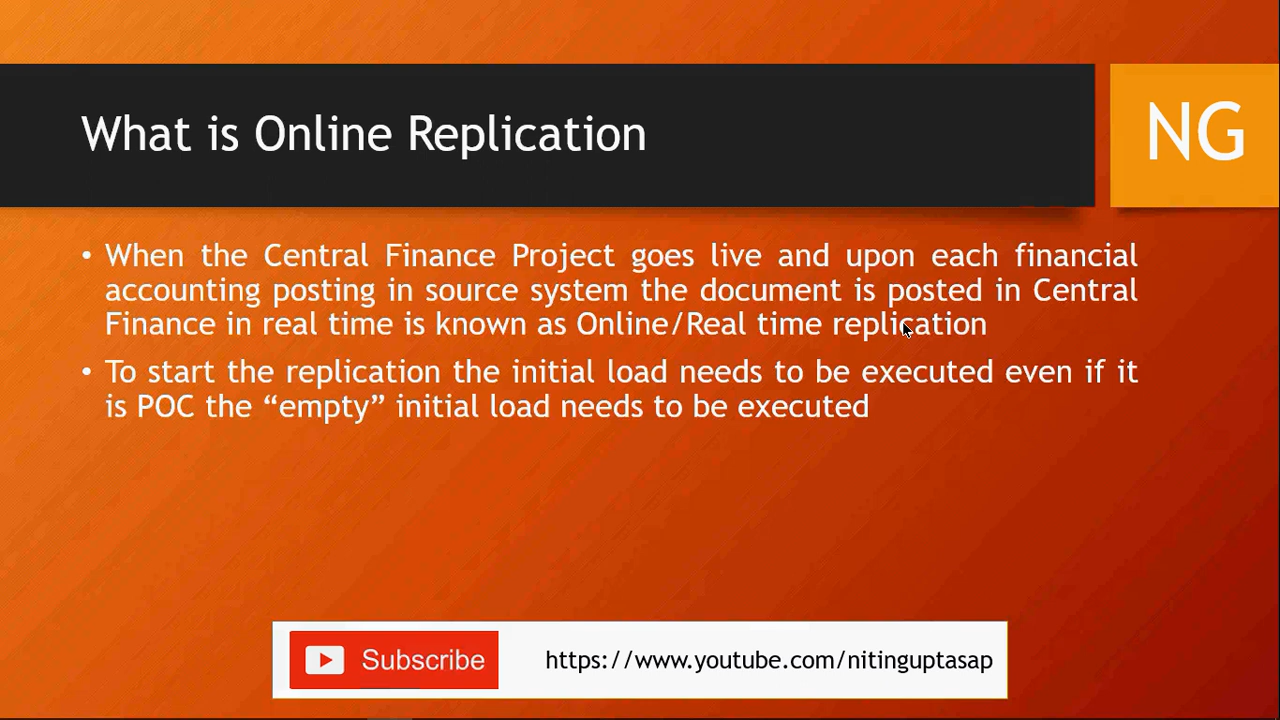 What is Online Replication
NG
• When the Central Finance Project goes live and upon each financial
accounting posting in source system the document is posted in Central
Finance in real time is known as Online/Real time replication
• To start the replication the initial load needs to be executed even if it
is POC the “empty” initial load needs to be executed
Subscribe
https://www.youtube.com/nitinguptasap